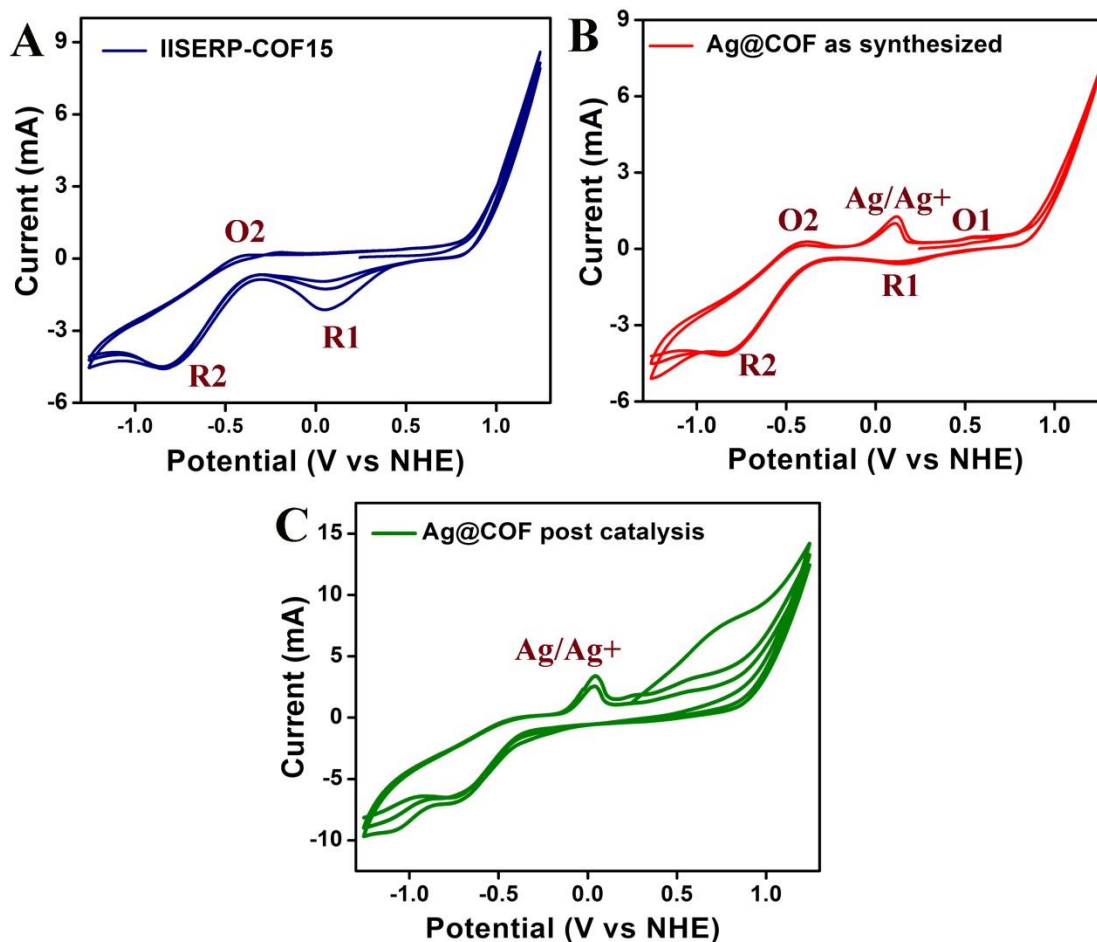 A
IISERP-COF15
9
6
3
0
-3
-6
Current (mA)
O2
R2
R1
-1.0 -0.5 0.0 0.5 1.0
Potential (V vs NHE)
B
Ag@COF as synthesized
9
6
3
0
-3
-6
Current (mA)
Ag/Ag+
O2
O1
R1
R2
-1.0 -0.5 0.0 0.5 1.0
Potential (V vs NHE)
C
Ag@COF post catalysis
15
10
5
0
-5
-10
Current (mA)
Ag/Ag+
-1.0 -0.5 0.0 0.5 1.0
Potential (V vs NHE)